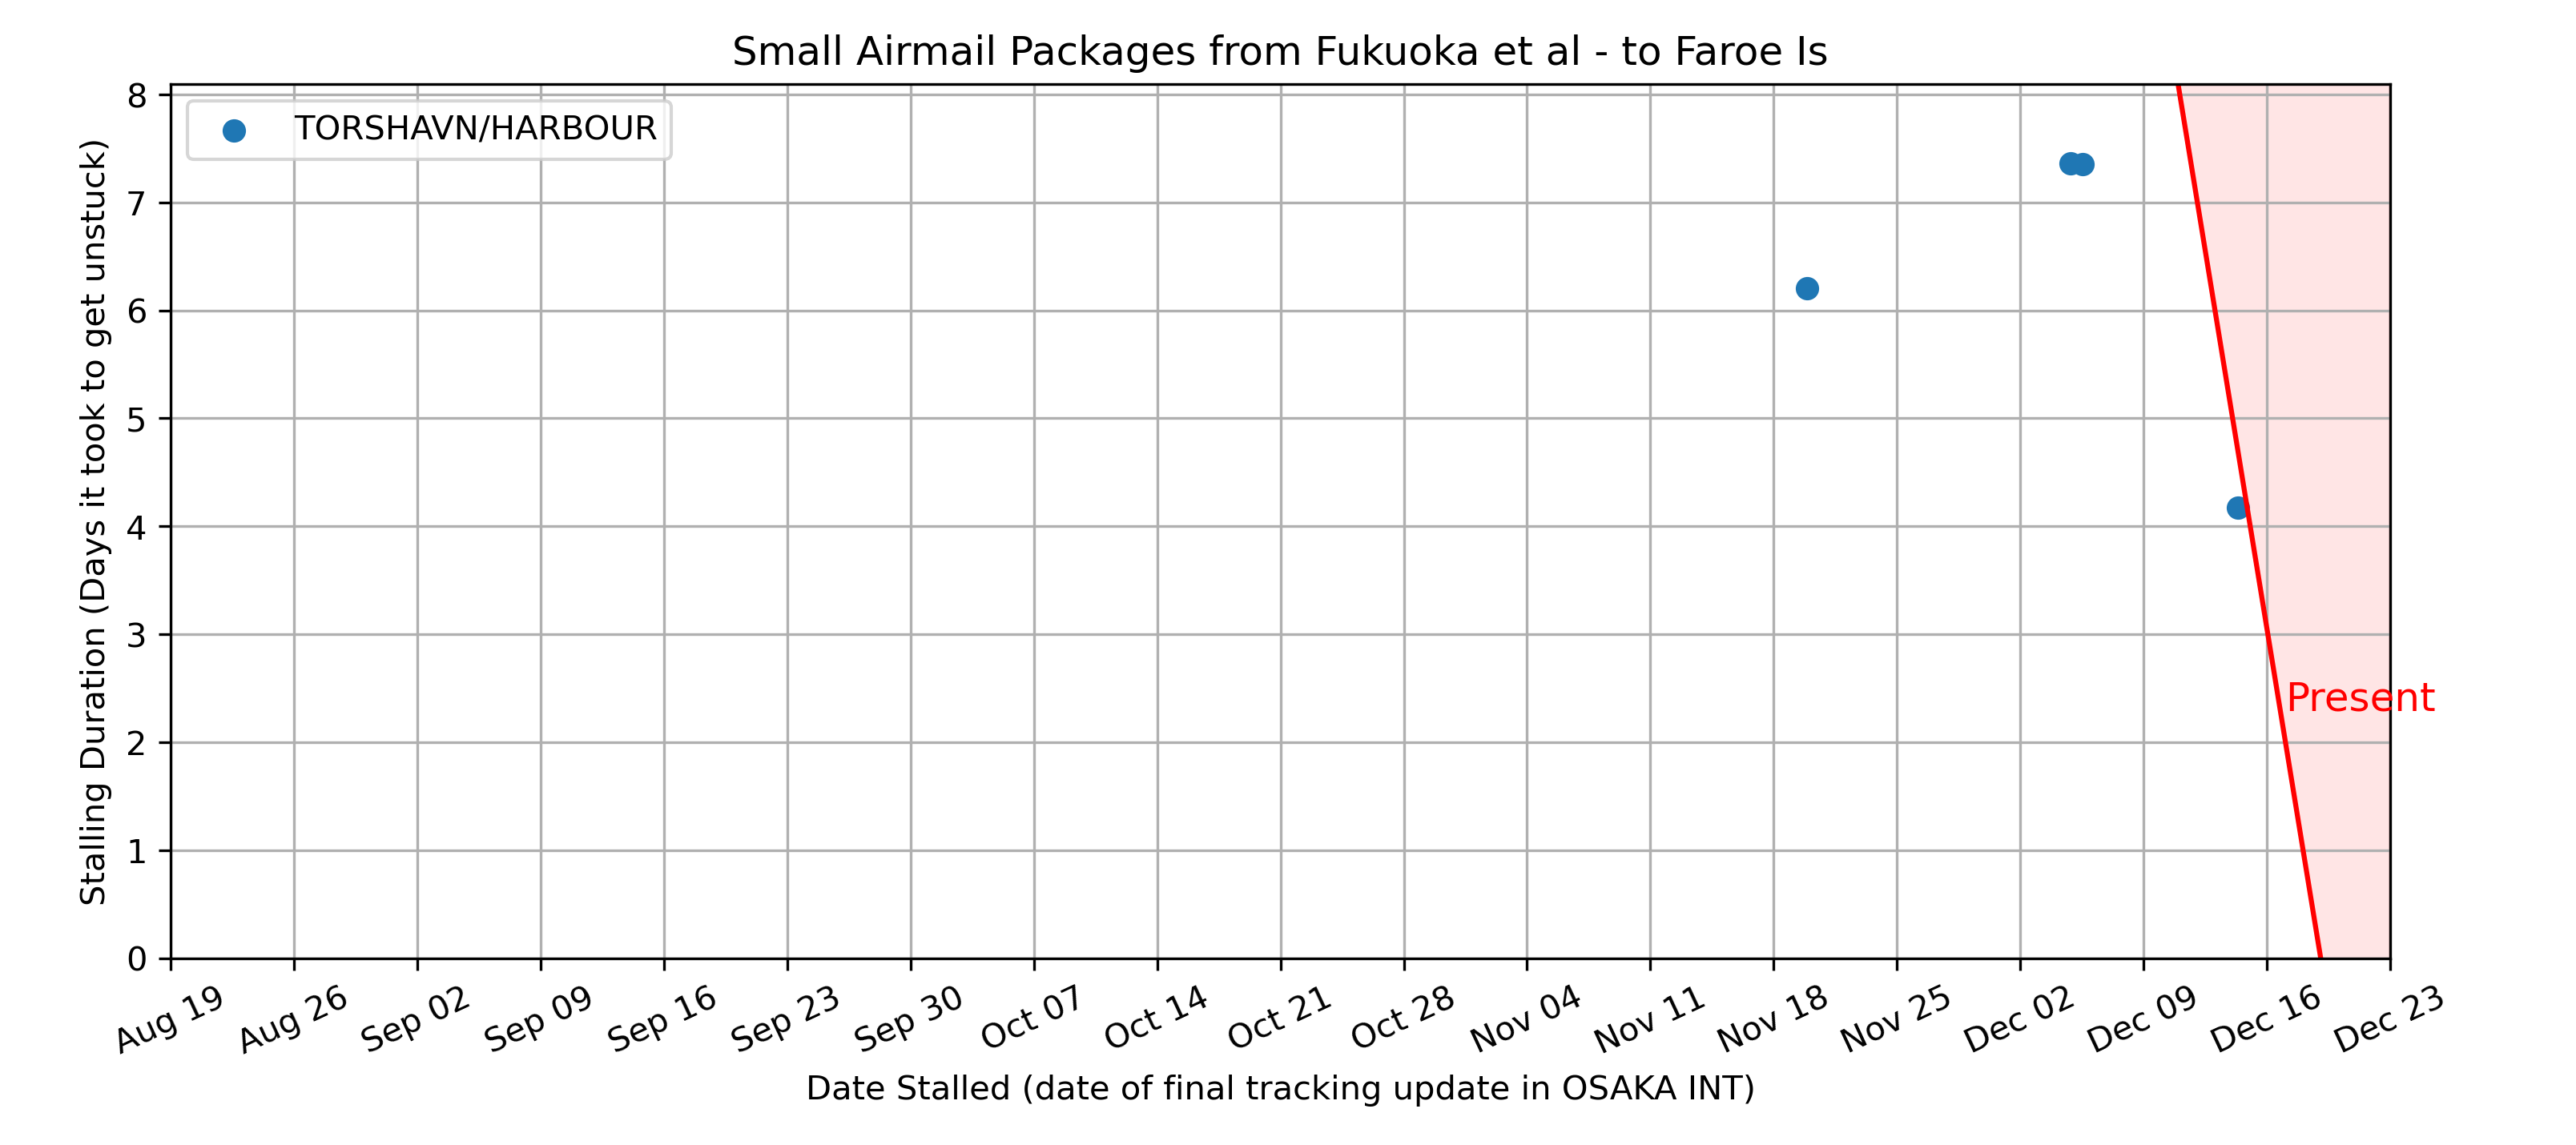 Small Airmail Packages from Fukuoka et al - to Faroe Is
TORSHAVN/HARBOUR
Stalling Duration (Days it took to get unstuck)
8
7
6
5
4
3
2
1
0
Present
Aug 19 Aug 26 Sep 02 Sep 09 Sep 16 Sep 23 Sep 30 Oct 07 Oct 14 Oct 21 Oct 28 Nov 04 Nov 11 Nov 18 Nov 25 Dec 02 Dec 09 Dec 16 Dec 23
Date Stalled (date of final tracking update in OSAKA INT)